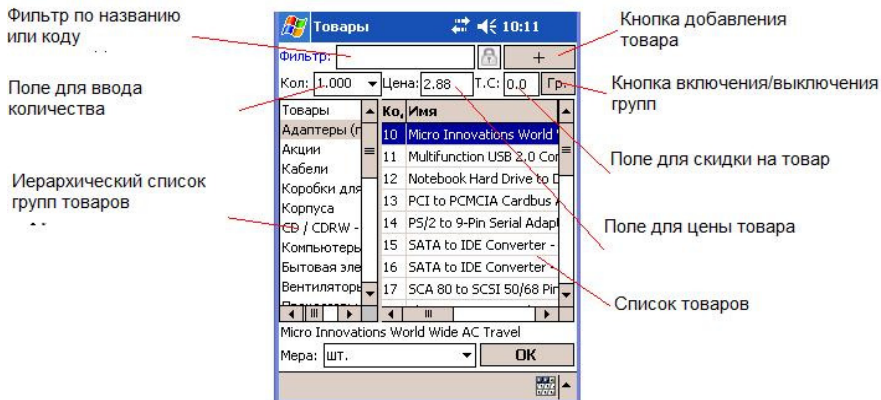 Фильтр по названию
или коду
Поле для ввода
количества
Иерархический список
групп товаров
Товары 10:11
Фильтр: +
Кол: 1.000 Цена: 2.88 Т.С: 0.0 Гр.
Товары
Адаптеры (г
Акции
Кабели
Коробки для
Корпуса
CD / CDRW -
Компьютеры
Бытовая эле
Вентиляторы
Ко, Имя
10 Micro Innovations World
11 Multifunction USB 2.0 Cor
12 Notebook Hard Drive to D
13 PCI to PCMCIA Cardbus A
14 PS/2 to 9-Pin Serial Adapt
15 SATA to IDE Converter -
16 SATA to IDE Converter -
17 SCA 80 to SCSI 50/68 Pin
Micro Innovations World Wide AC Travel
Мера: шт. OK
Кнопка добавления
товара
Кнопка включения/выключения
групп
Поле для скидки на товар
Поле для цены товара
Список товаров